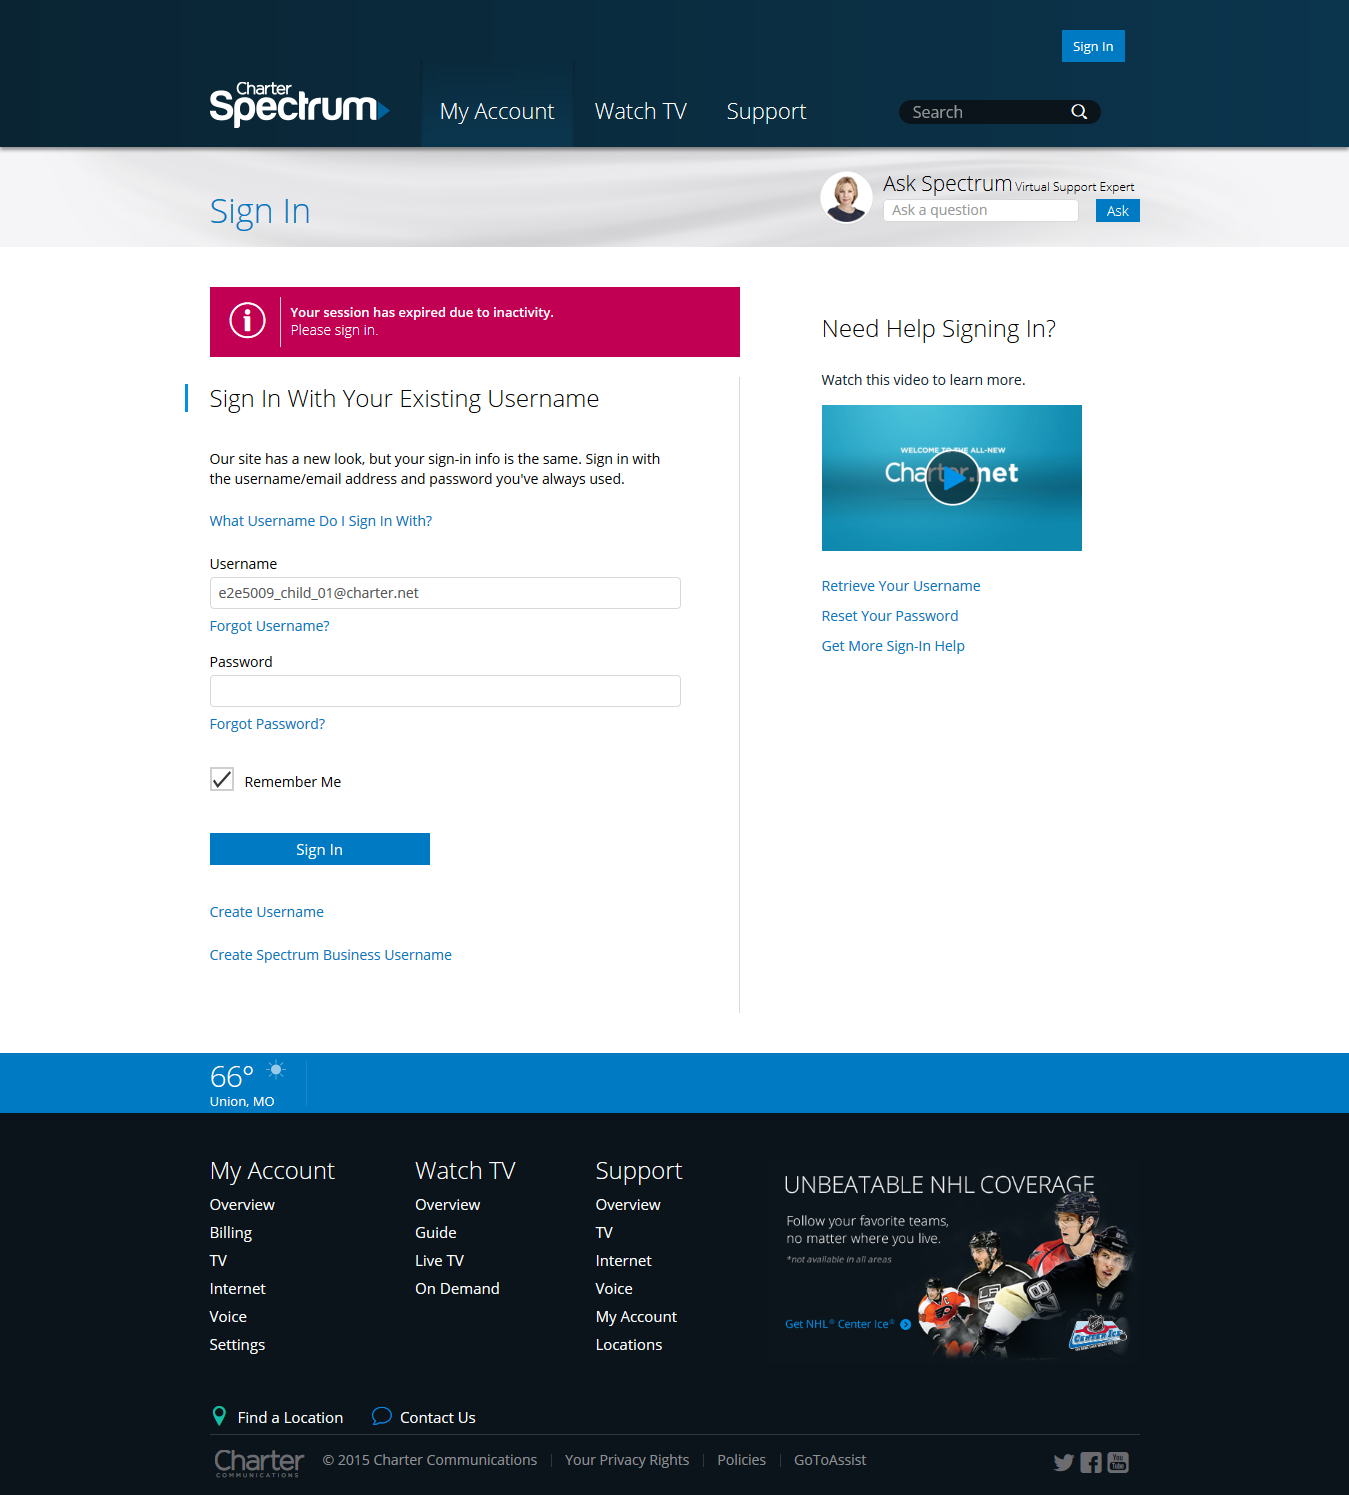 Sign In
Charter
Spectrum
My Account
Watch TV
Support
Search
Sign In
Ask Spectrum Virtual Support Expert
Ask a question
Ask
Your session has expired due to inactivity.
Please sign in.
Sign In With Your Existing Username
Our site has a new look, but your sign-in info is the same. Sign in with
the username/email address and password you've always used.
What Username Do I Sign In With?
Username
e2e5009_child_01@charter.net
Forgot Username?
Password
Forgot Password?
Remember Me
Sign In
Create Username
Create Spectrum Business Username
Need Help Signing In?
Watch this video to learn more.
WELCOME TO THE ALL-NEW
Charter.net
Retrieve Your Username
Reset Your Password
Get More Sign-In Help
66°
Union, MO
My Account
Overview
Billing
TV
Internet
Voice
Settings
Watch TV
Overview
Guide
Live TV
On Demand
Support
Overview
TV
Internet
Voice
My Account
Locations
UNBEATABLE NHL COVERAGE
Follow your favorite teams,
no matter where you live.
*not available in all areas
Get NHL® Center Ice®
87
CENTER ICE
Find a Location
Contact Us
Charter
COMMUNICATIONS
© 2015 Charter Communications
Your Privacy Rights
Policies
GoToAssist
You
Tube